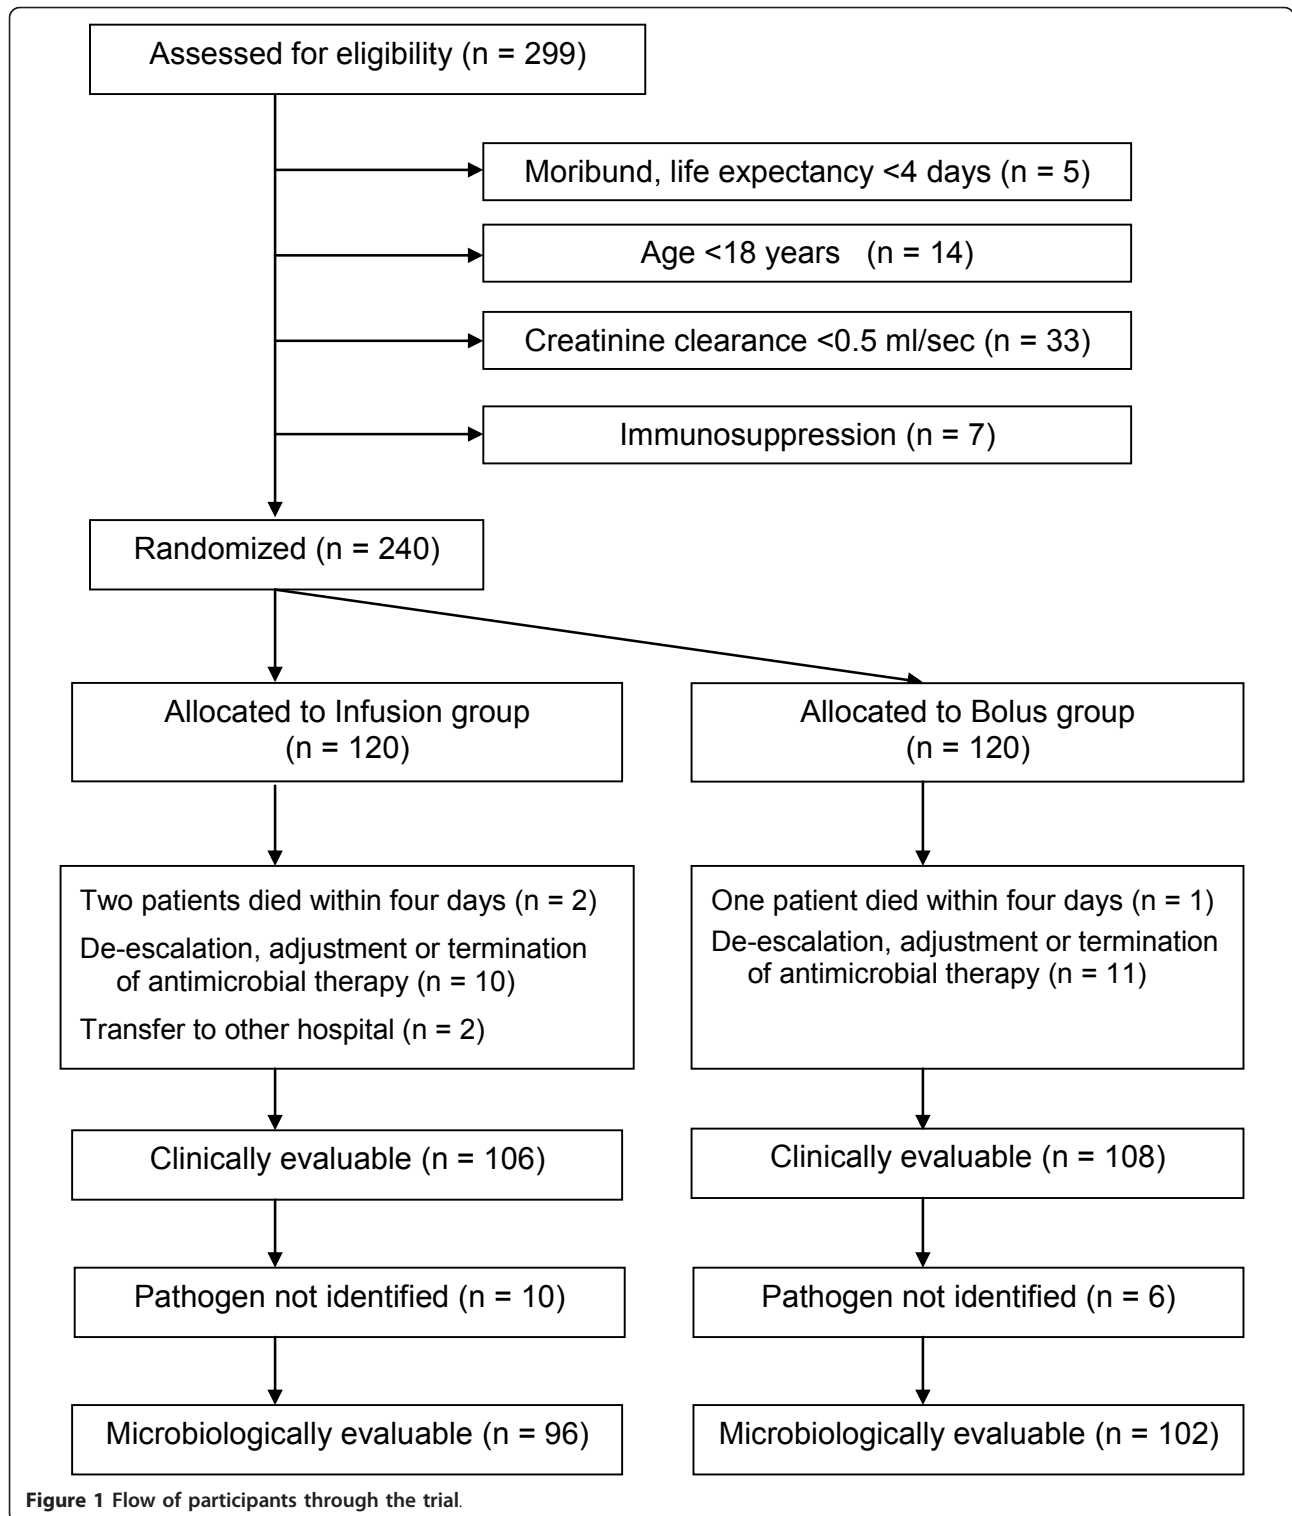 Assessed for eligibility (n = 299)
Moribund, life expectancy <4 days (n = 5)
Age <18 years (n = 14)
Creatinine clearance <0.5 ml/sec (n = 33)
Immunosuppression (n = 7)
Randomized (n = 240)
Allocated to Infusion group
(n = 120)
Allocated to Bolus group
(n = 120)
Two patients died within four days (n = 2)
De-escalation, adjustment or termination
of antimicrobial therapy (n = 10)
Transfer to other hospital (n = 2)
One patient died within four days (n = 1)
De-escalation, adjustment or termination
of antimicrobial therapy (n = 11)
Clinically evaluable (n = 106)
Clinically evaluable (n = 108)
Pathogen not identified (n = 10)
Pathogen not identified (n = 6)
Microbiologically evaluable (n = 96)
Microbiologically evaluable (n = 102)
Figure 1 Flow of participants through the trial.